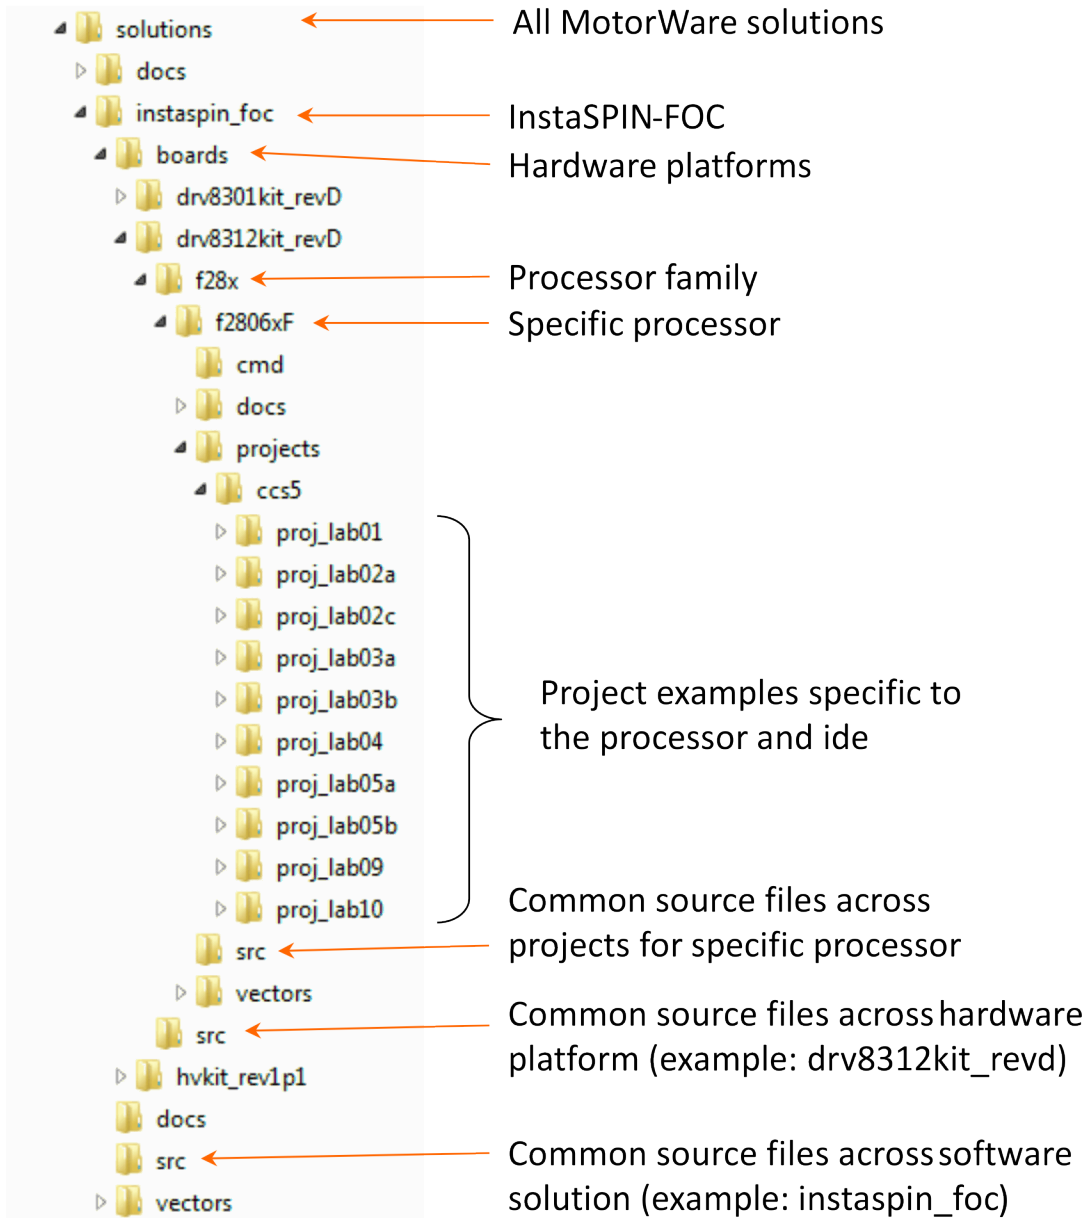 solutions
All MotorWare solutions
docs
instaspin_foc
InstaSPIN-FOC
boards
Hardware platforms
drv8301kit_revD
drv8312kit_revD
f28x
Processor family
f2806xF
Specific processor
cmd
docs
projects
ccs5
proj_lab01
proj_lab02a
proj_lab02c
proj_lab03a
proj_lab03b
Project examples specific to
the processor and ide
proj_lab04
proj_lab05a
proj_lab05b
proj_lab09
proj_lab10
Common source files across
projects for specific processor
src
vectors
Common source files across hardware
platform (example: drv8312kit_revd)
src
hvkit_rev1p1
docs
src
Common source files across software
solution (example: instaspin_foc)
vectors